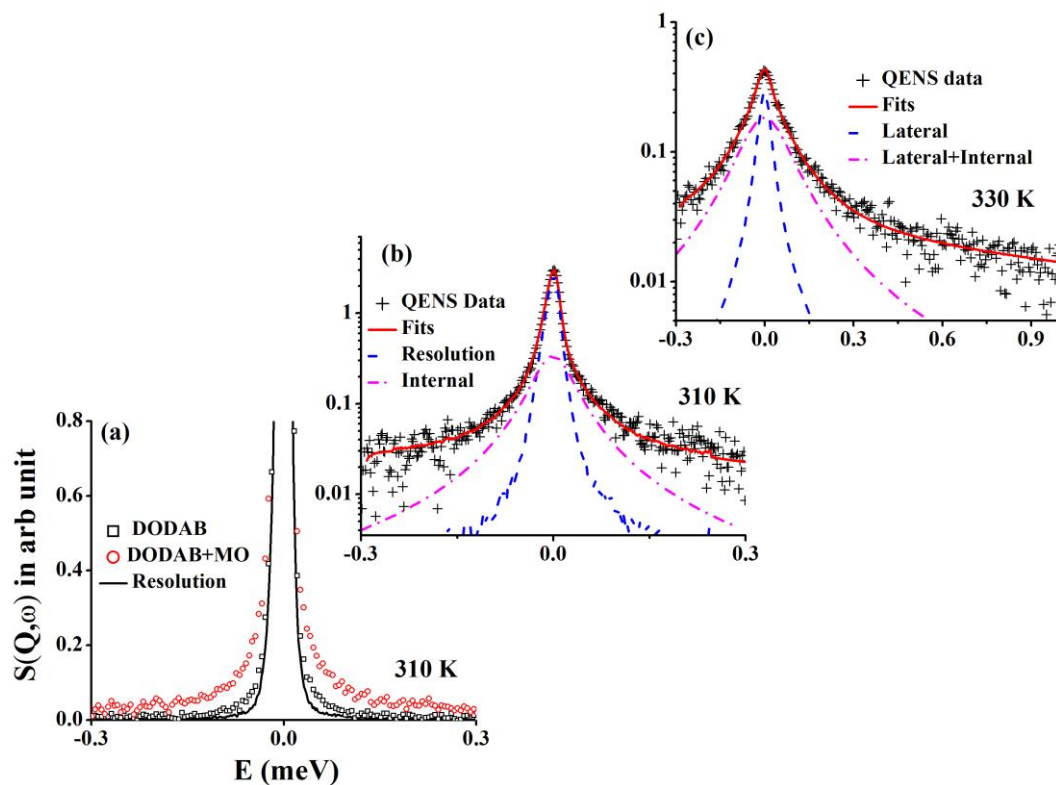 (c)
1
0.1
0.01
QENS data
Fits
Lateral
Lateral+Internal
330 K
-0.3 0.0 0.3 0.6 0.9
(b)
1
0.1
0.01
QENS Data
Fits
Resolution
Internal
310 K
-0.3 0.0 0.3
(a)
S(Q,ω) in arb unit
0.8
0.6
0.4
0.2
0.0
DODAB
DODAB+MO
Resolution
310 K
-0.3 0.0 0.3
E (meV)